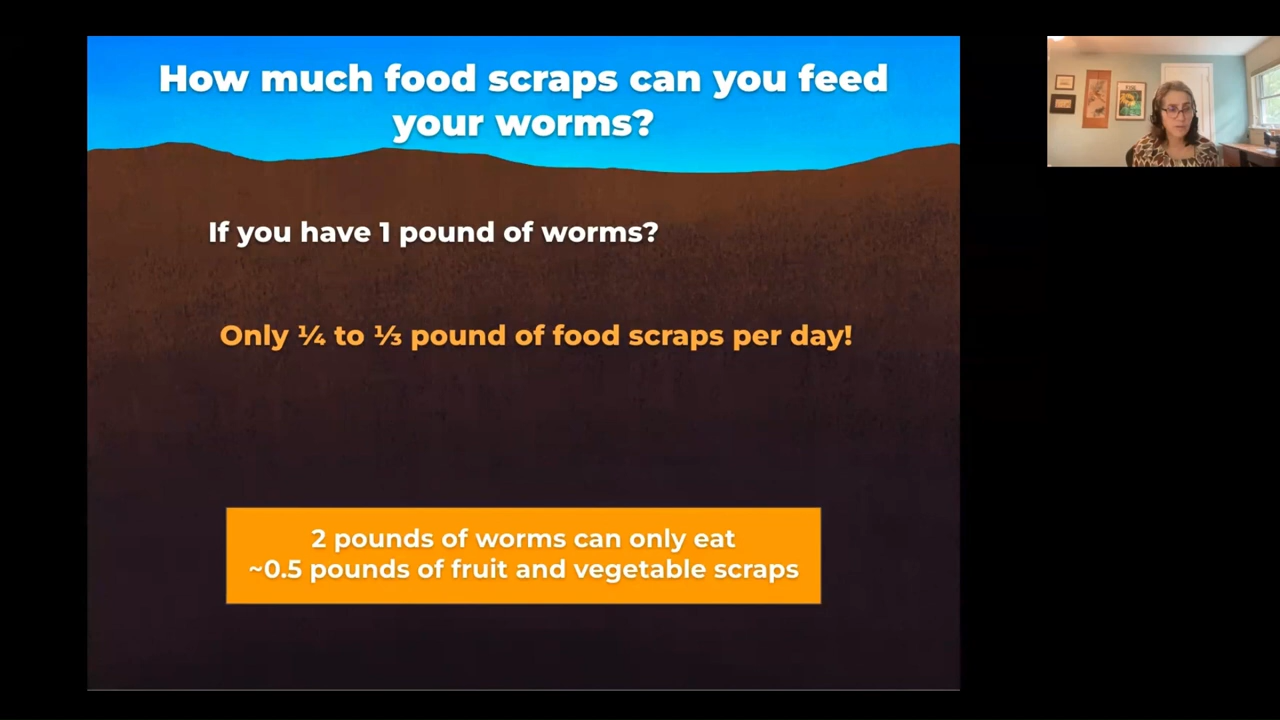 How much food scraps can you feed
your worms?
If you have 1 pound of worms?
Only ¼ to ⅓ pound of food scraps per day!
2 pounds of worms can only eat
~0.5 pounds of fruit and vegetable scraps